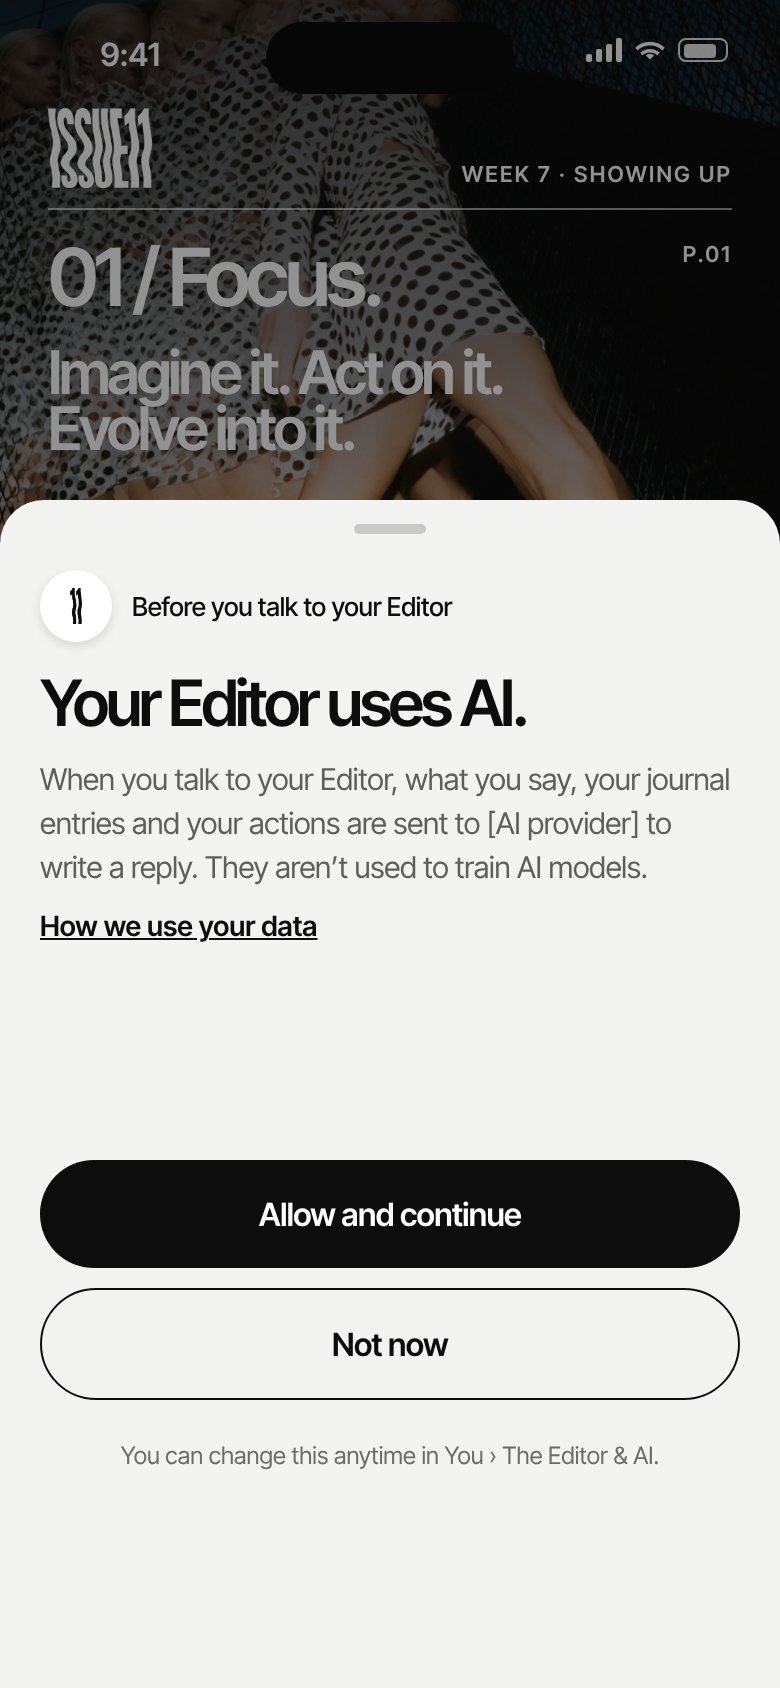 9:41
ISSUE11
WEEK 7 · SHOWING UP
01/Focus.
P.01
Imagine it. Act on it.
Evolve into it.
11
Before you talk to your Editor
Your Editor uses AI.
When you talk to your Editor, what you say, your journal
entries and your actions are sent to [AI provider] to
write a reply. They aren’t used to train AI models.
How we use your data
Allow and continue
Not now
You can change this anytime in You › The Editor & AI.